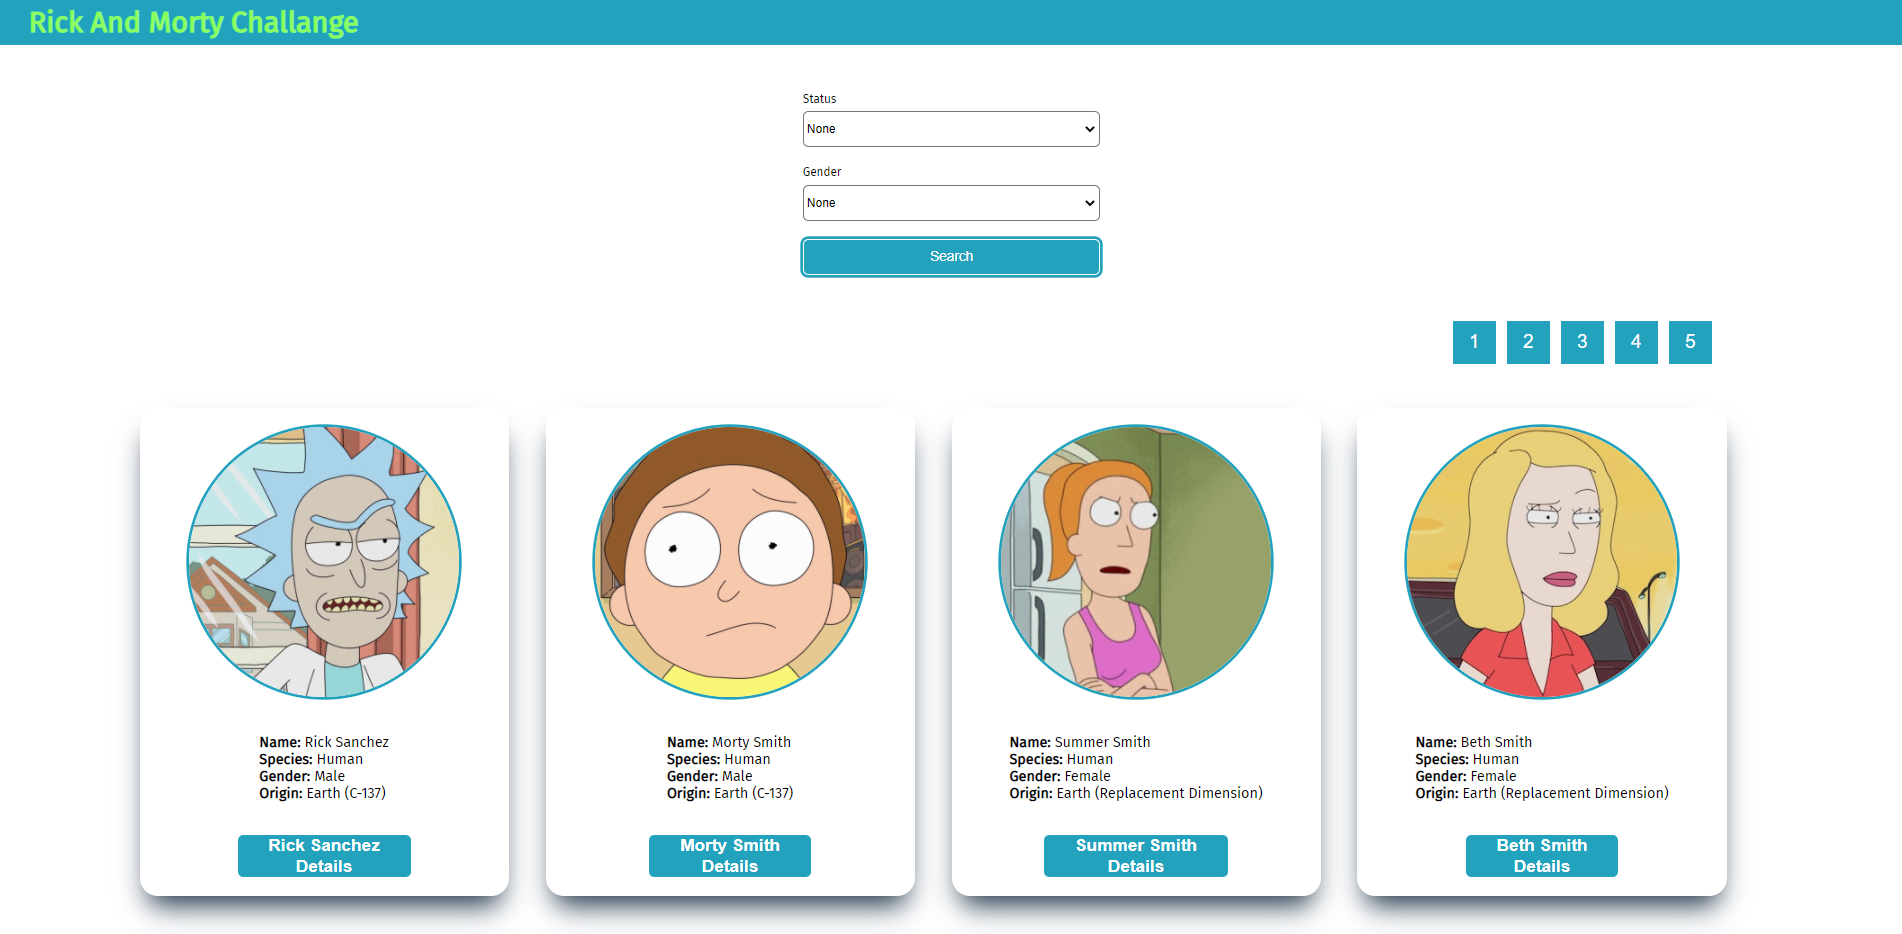 Rick And Morty Challange
Status
None
Gender
None
Search
1 2 3 4 5
Name: Rick Sanchez
Species: Human
Gender: Male
Origin: Earth (C-137)
Rick Sanchez
Details
Name: Morty Smith
Species: Human
Gender: Male
Origin: Earth (C-137)
Morty Smith
Details
Name: Summer Smith
Species: Human
Gender: Female
Origin: Earth (Replacement Dimension)
Summer Smith
Details
Name: Beth Smith
Species: Human
Gender: Female
Origin: Earth (Replacement Dimension)
Beth Smith
Details